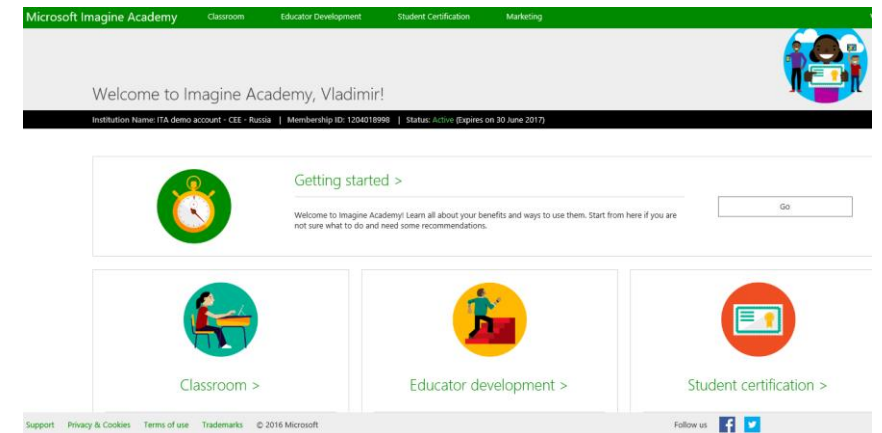 Microsoft Imagine Academy Classroom Educator Development Student Certification Marketing
Welcome to Imagine Academy, Vladimir!
Institution Name: ITA demo account - CEE - Russia | Membership ID: 1204018998 | Status: Active (Expires on 30 June 2017)
Getting started >
Welcome to Imagine Academy! Learn all about your benefits and ways to use them. Start from here if you are
not sure what to do and need some recommendations.
Go
Classroom > Educator development > Student certification >
Support Privacy & Cookies Terms of use Trademarks © 2016 Microsoft Follow us